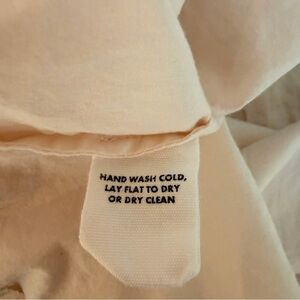 HAND WASH COLD,
LAY FLAT TO DRY
OR DRY CLEAN